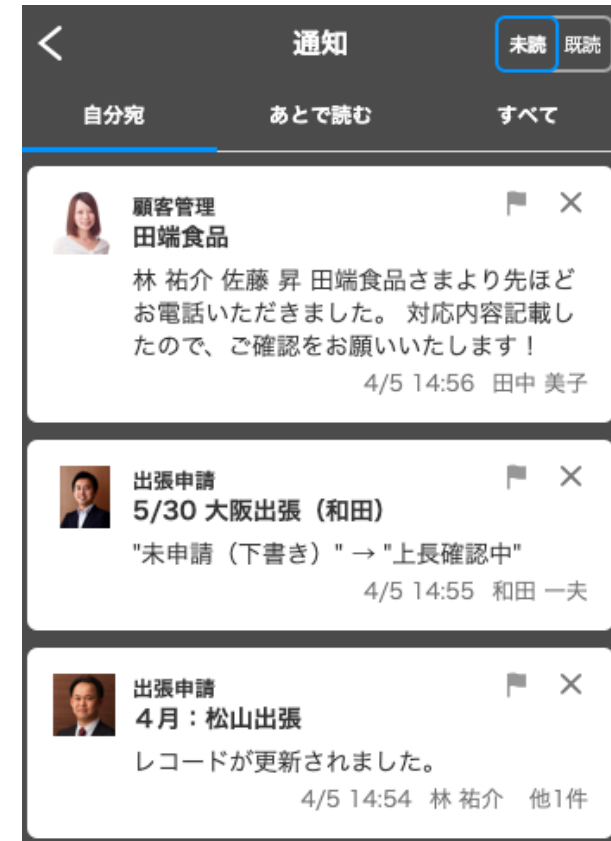 通知
未読 既読
自分宛 あとで読む すべて
顧客管理
田端食品
林 祐介 佐藤 昇 田端食品さまより先ほど
お電話いただきました。 対応内容記載し
たので、ご確認をお願いいたします！
4/5 14:56 田中 美子
出張申請
5/30 大阪出張（和田）
"未申請（下書き）" → "上長確認中"
4/5 14:55 和田 一夫
出張申請
４月：松山出張
レコードが更新されました。
4/5 14:54 林 祐介 他1件